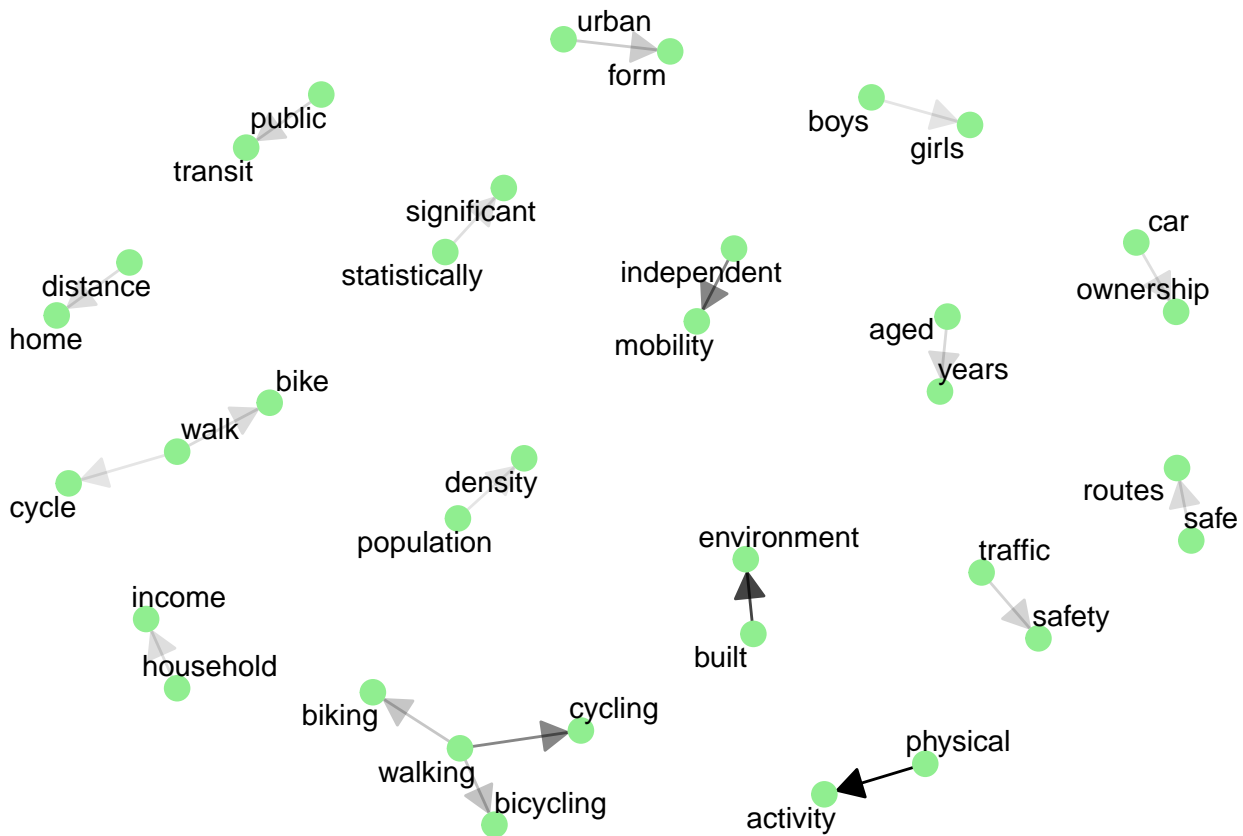 urban
form
public
transit
boys
girls
significant
statistically
car
ownership
independent
mobility
distance
home
aged
years
bike
walk
cycle
density
population
routes
safe
environment
built
traffic
safety
income
household
biking
cycling
walking
bicycling
physical
activity